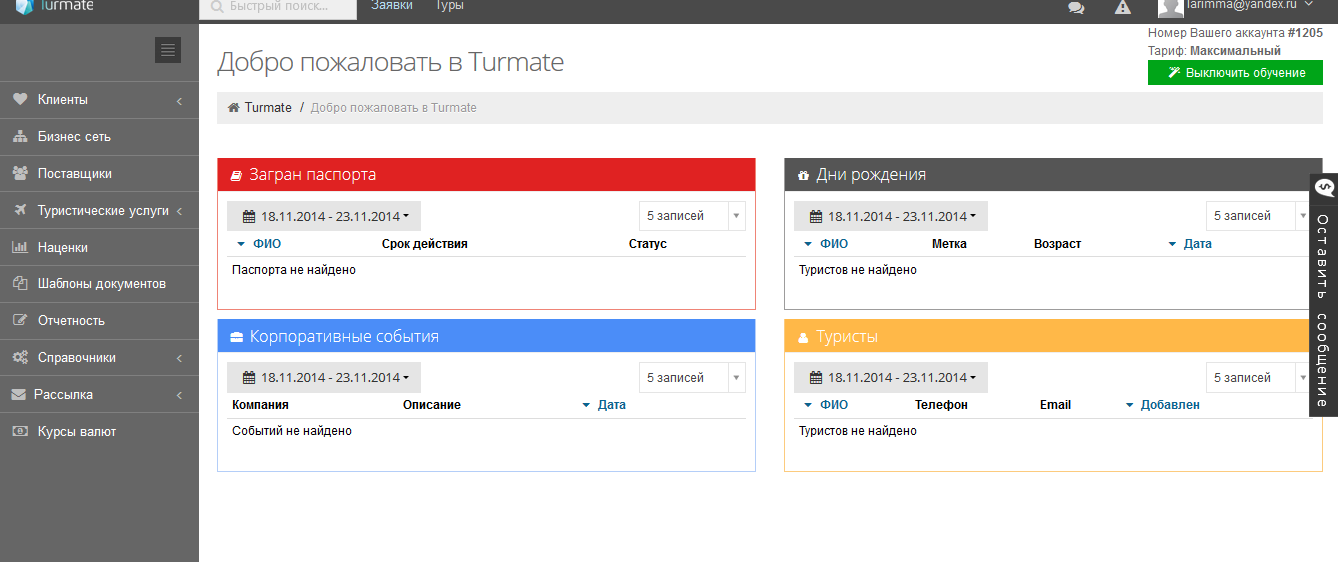 Turmate
Быстрый поиск...
Заявки
Туры
larimma@yandex.ru
Номер Вашего аккаунта #1205
Тариф: Максимальный
Выключить обучение
Клиенты
Бизнес сеть
Поставщики
Туристические услуги
Наценки
Шаблоны документов
Отчетность
Справочники
Рассылка
Курсы валют
Добро пожаловать в Turmate
Turmate / Добро пожаловать в Turmate
Загран паспорта
18.11.2014 - 23.11.2014
5 записей
ФИО Срок действия Статус
Паспорта не найдено
Дни рождения
18.11.2014 - 23.11.2014
5 записей
ФИО Метка Возраст Дата
Туристов не найдено
Корпоративные события
18.11.2014 - 23.11.2014
5 записей
Компания Описание Дата
Событий не найдено
Туристы
18.11.2014 - 23.11.2014
5 записей
ФИО Телефон Email Добавлен
Туристов не найдено
Оставить сообщение